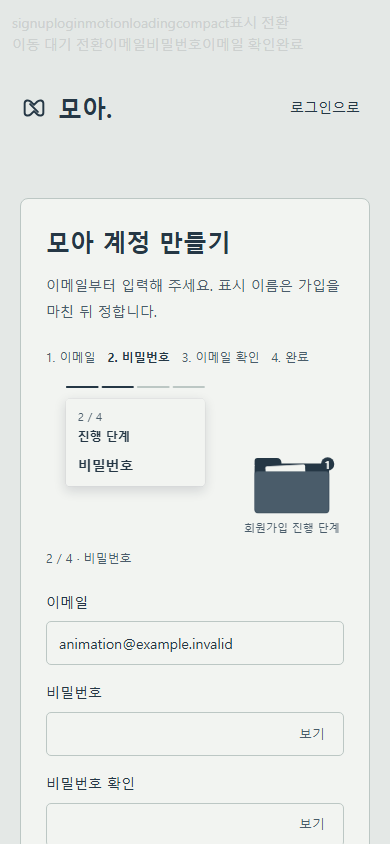 signuploginmotionloadingcompact표시 전환
이동 대기 전환이메일비밀번호이메일 확인완료
모아.
로그인으로
모아 계정 만들기
이메일부터 입력해 주세요. 표시 이름은 가입을
마친 뒤 정합니다.
1. 이메일 2. 비밀번호 3. 이메일 확인 4. 완료
2 / 4
진행 단계
비밀번호
1
회원가입 진행 단계
2 / 4 · 비밀번호
이메일
animation@example.invalid
비밀번호
보기
비밀번호 확인
보기